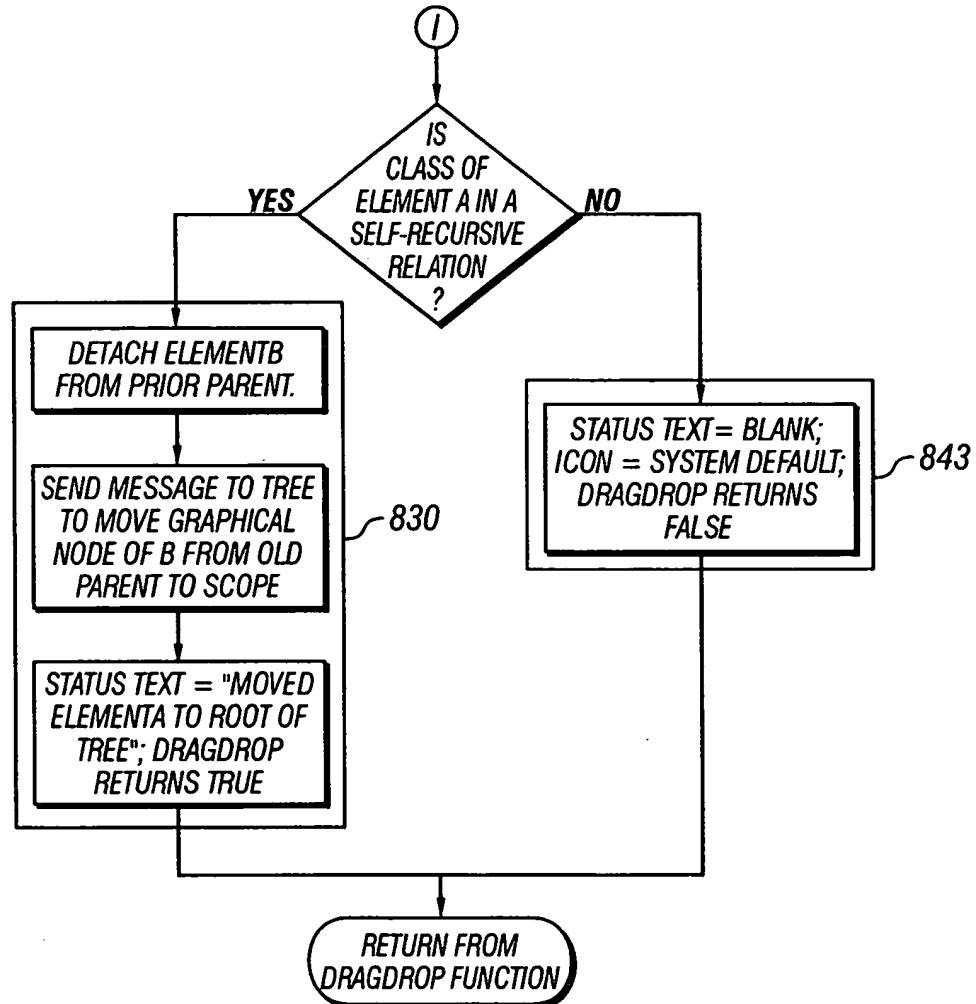 I
IS
CLASS OF
ELEMENT A IN A
SELF-RECURSIVE
RELATION
?
YES
NO
DETACH ELEMENTB
FROM PRIOR PARENT.
SEND MESSAGE TO TREE
TO MOVE GRAPHICAL
NODE OF B FROM OLD
PARENT TO SCOPE
STATUS TEXT = "MOVED
ELEMENTA TO ROOT OF
TREE"; DRAGDROP
RETURNS TRUE
830
STATUS TEXT = BLANK;
ICON = SYSTEM DEFAULT;
DRAGDROP RETURNS
FALSE
843
RETURN FROM
DRAGDROP FUNCTION